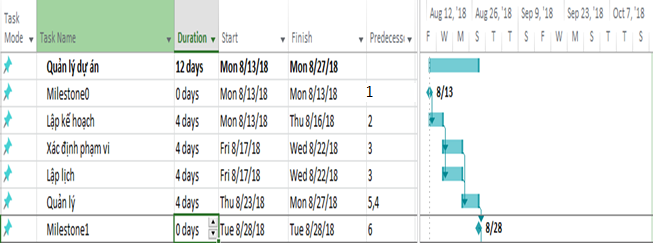 Task Mode Task Name Duration Start Finish Predecesso Aug 12, '18 Aug 26, '18 Sep 9, '18 Sep 23, '18 Oct 7, '18
F W M S T T S F W M S T T S
Quản lý dự án 12 days Mon 8/13/18 Mon 8/27/18
Milestone0 0 days Mon 8/13/18 Mon 8/13/18 1 8/13
Lập kế hoạch 4 days Mon 8/13/18 Thu 8/16/18 2
Xác định phạm vi 4 days Fri 8/17/18 Wed 8/22/18 3
Lập lịch 4 days Fri 8/17/18 Wed 8/22/18 3
Quản lý 4 days Thu 8/23/18 Mon 8/27/18 5,4
Milestone1 0 days Tue 8/28/18 Tue 8/28/18 6 8/28